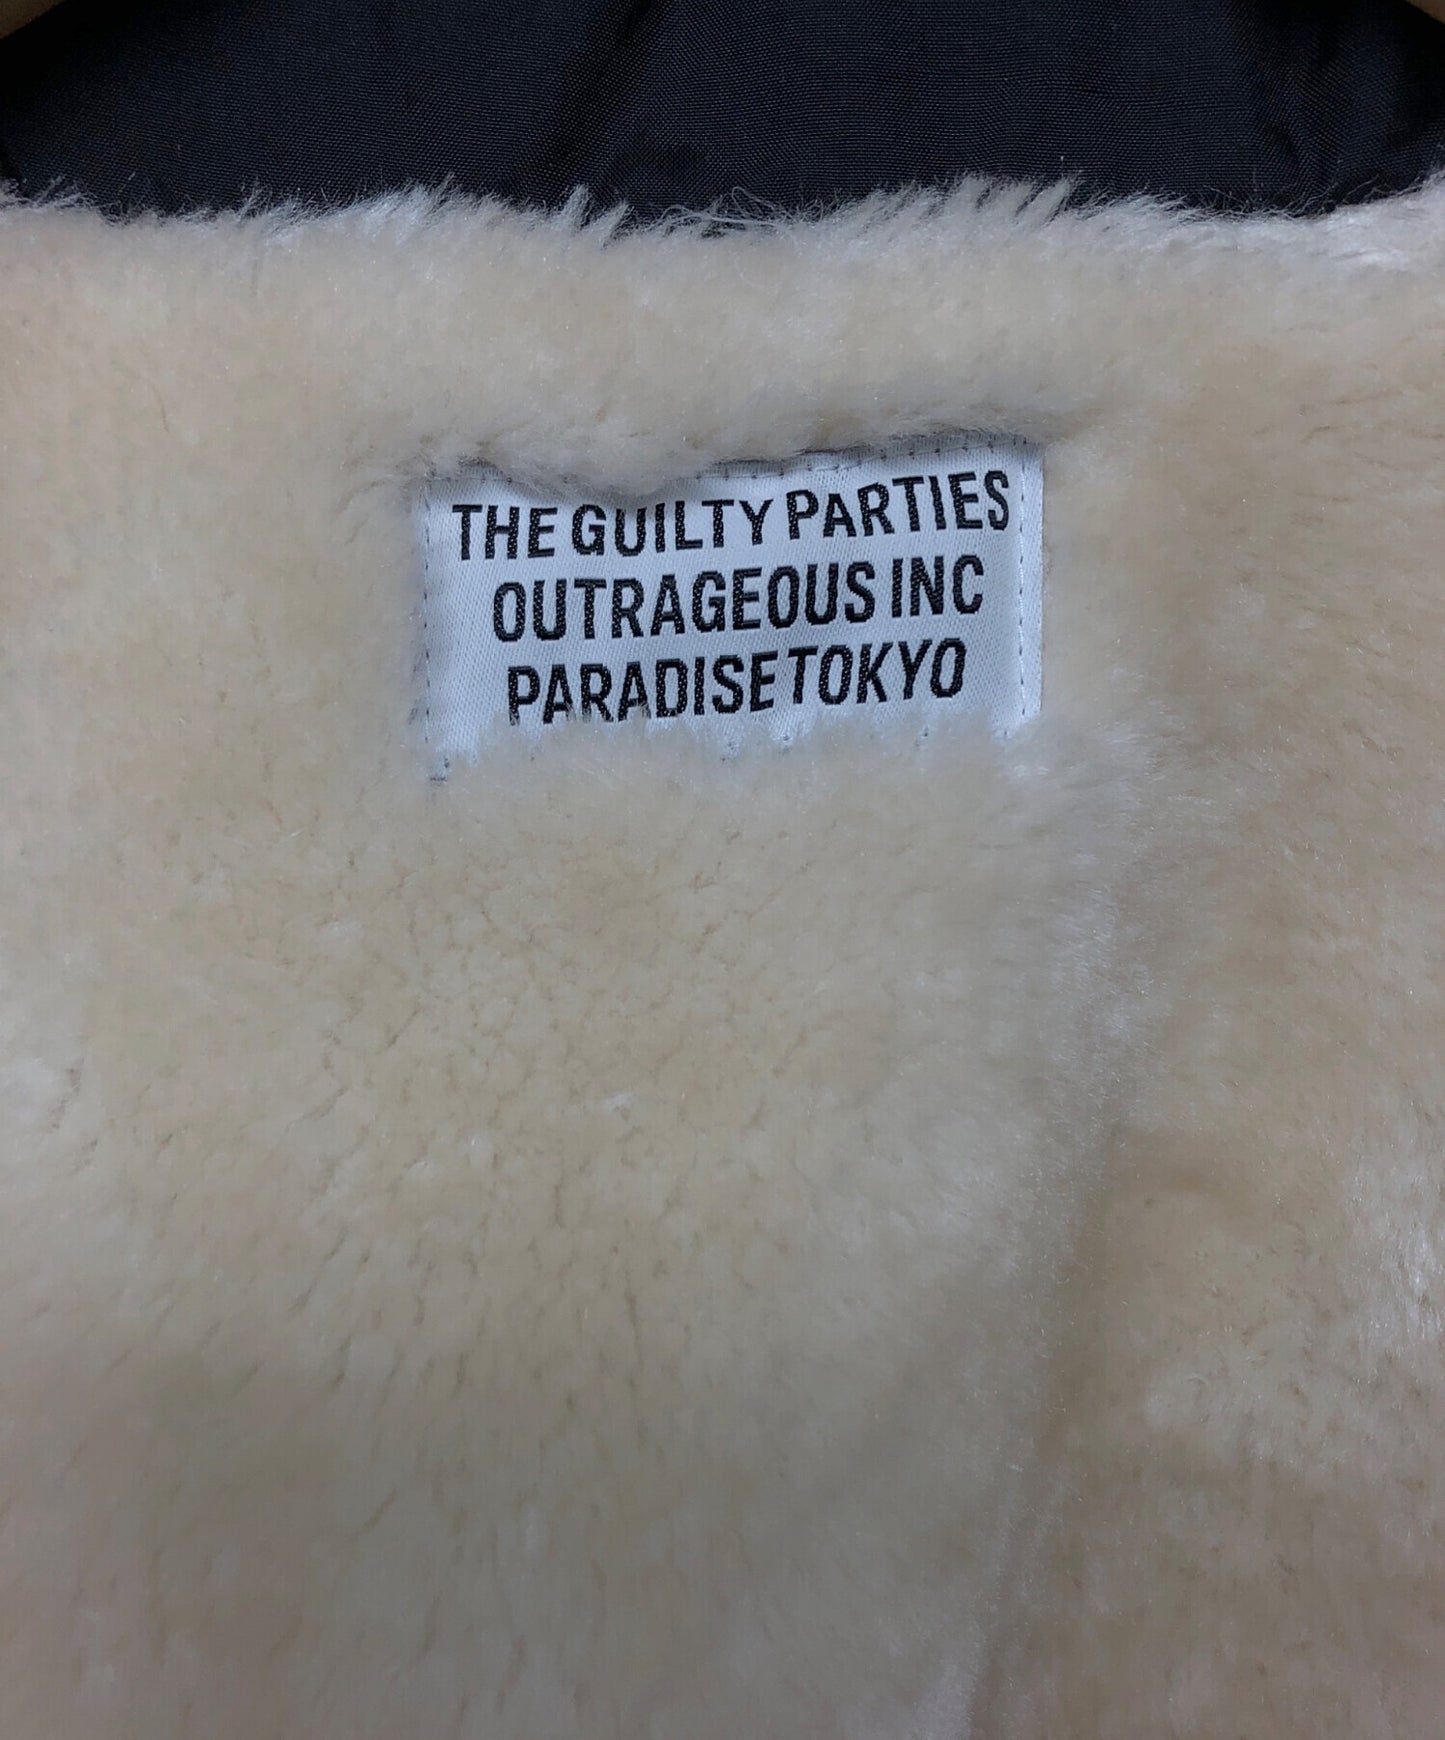 THE GUILTY PARTIES
OUTRAGEOUS INC
PARADISE TOKYO